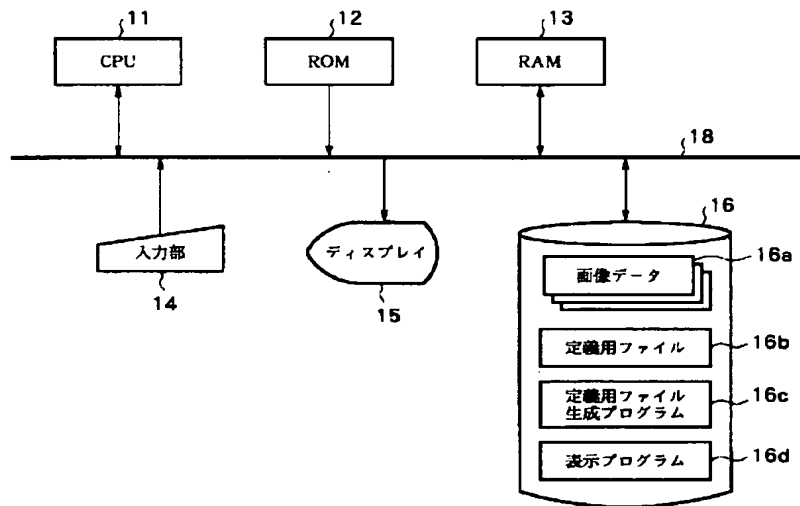 11
12
13
CPU
ROM
RAM
18
入力部
14
ディスプレイ
15
16
画像データ
16a
定義用ファイル
16b
定義用ファイル
生成プログラム
16c
表示プログラム
16d